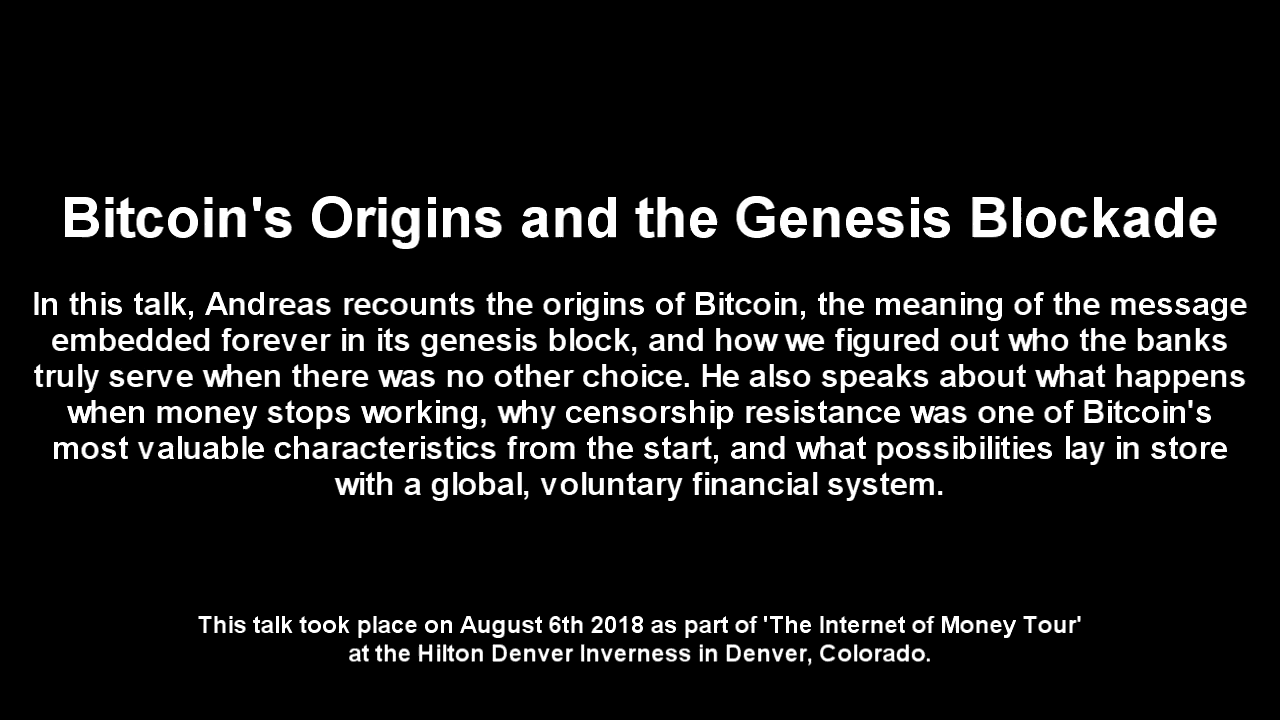 Bitcoin's Origins and the Genesis Blockade
In this talk, Andreas recounts the origins of Bitcoin, the meaning of the message
embedded forever in its genesis block, and how we figured out who the banks
truly serve when there was no other choice. He also speaks about what happens
when money stops working, why censorship resistance was one of Bitcoin's
most valuable characteristics from the start, and what possibilities lay in store
with a global, voluntary financial system.
This talk took place on August 6th 2018 as part of 'The Internet of Money Tour'
at the Hilton Denver Inverness in Denver, Colorado.